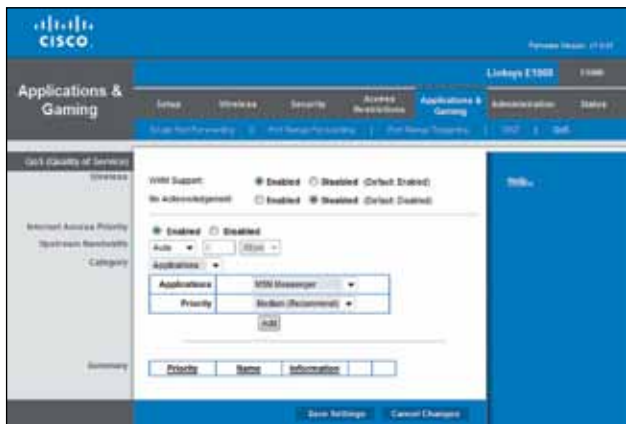 CISCO
Firmware Version:
Linksys E1000
E1000
Applications &
Gaming
Setup
Wireless
Security
Access
Restrictions
Applications &
Gaming
Administration
Status
Single Port Forwarding | Port Range Forwarding | Port Range Triggering | DMZ | QoS
QoS (Quality of Service)
Wireless
WMM Support: Enabled Disabled (Default: Enabled)
No Acknowledgement: Enabled Disabled (Default: Disabled)
Internet Access Priority
Enabled Disabled
Upstream Bandwidth
Auto 0 Kbps
Category
Applications
Applications MSN Messenger
Priority Medium (Recommend)
Add
Summary
Priority Name Information
Help...
Save Settings
Cancel Changes